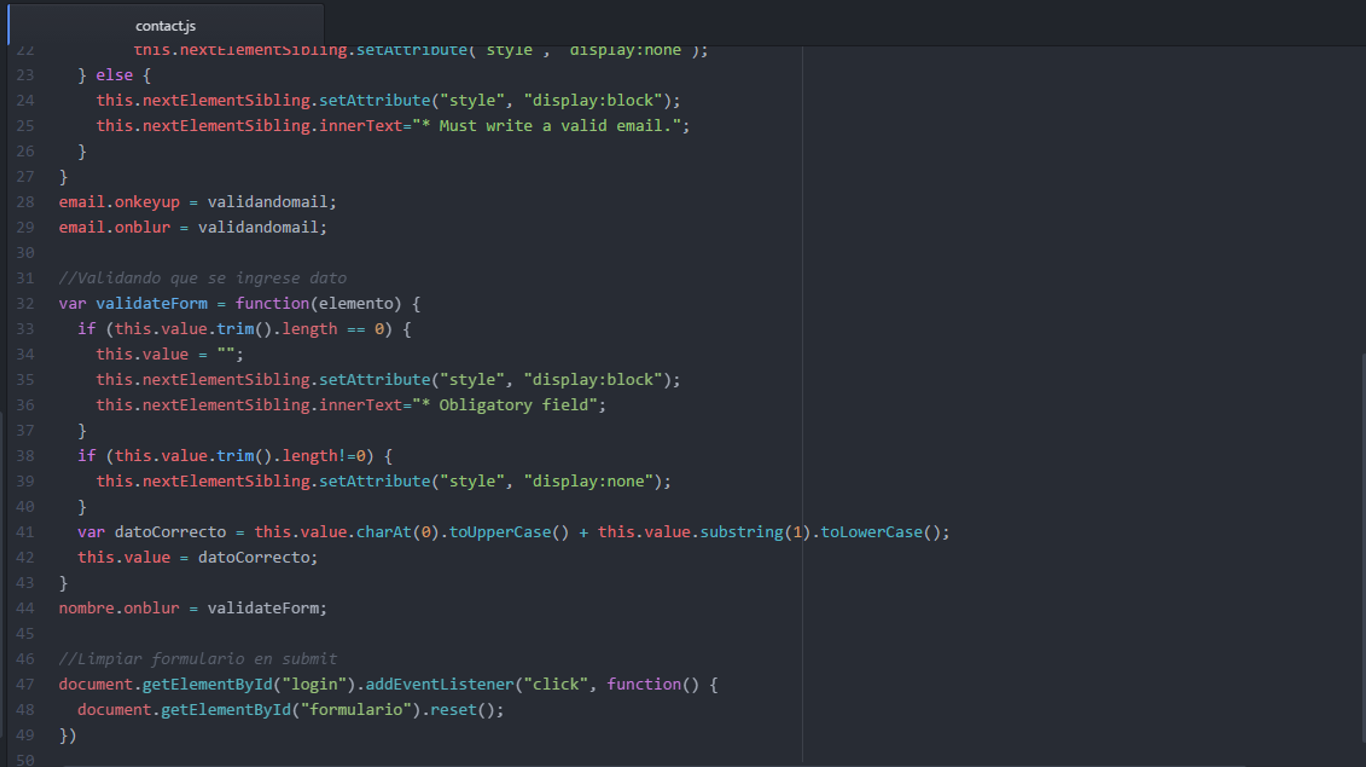 contact.js
22 this.nextElementSibling.setAttribute("style", "display:none");
23 } else {
24 this.nextElementSibling.setAttribute("style", "display:block");
25 this.nextElementSibling.innerText="* Must write a valid email.";
26 }
27 }
28 email.onkeyup = validandomail;
29 email.onblur = validandomail;
30
31 //Validando que se ingrese dato
32 var validateForm = function(elemento) {
33 if (this.value.trim().length == 0) {
34 this.value = "";
35 this.nextElementSibling.setAttribute("style", "display:block");
36 this.nextElementSibling.innerText="* Obligatory field";
37 }
38 if (this.value.trim().length!=0) {
39 this.nextElementSibling.setAttribute("style", "display:none");
40 }
41 var datoCorrecto = this.value.charAt(0).toUpperCase() + this.value.substring(1).toLowerCase();
42 this.value = datoCorrecto;
43 }
44 nombre.onblur = validateForm;
45
46 //Limpiar formulario en submit
47 document.getElementById("login").addEventListener("click", function() {
48 document.getElementById("formulario").reset();
49 })
50